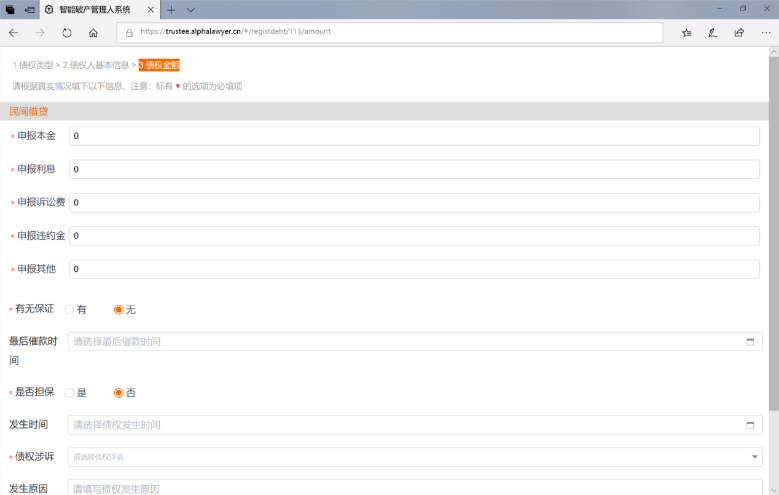 智能破产管理人系统
https://trustee.alphalawyer.cn/#/registdebt/113/amount
1.债权类型 > 2.债权人基本信息 > 3.债权金额
请根据真实情况填下以下信息，注意：标有 * 的选项为必填项
民间借贷
* 申报本金 0
* 申报利息 0
* 申报诉讼费 0
* 申报违约金 0
* 申报其他 0
* 有无保证 有 无
最后催款时间 请选择最后催款时间
* 是否担保 是 否
发生时间 请选择债权发生时间
* 债权涉诉 请选择债权涉诉
发生原因 请填写债权发生原因